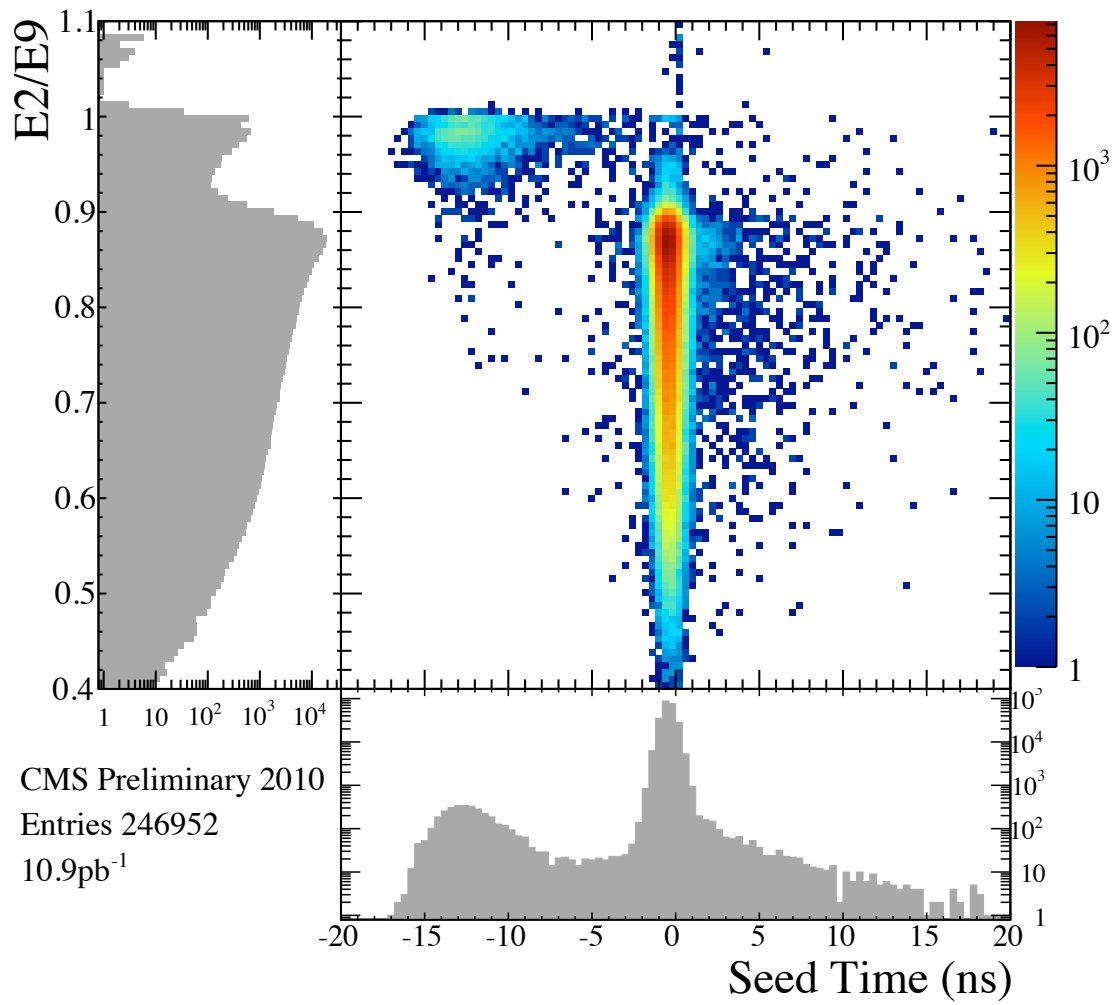 E2/E9
1.1
1
0.9
0.8
0.7
0.6
0.5
0.4
1 10 10² 10³ 10⁴
10³
10²
10
1
10⁵
10⁴
10³
10²
10
1
CMS Preliminary 2010
Entries 246952
10.9pb⁻¹
-20 -15 -10 -5 0 5 10 15 20
Seed Time (ns)